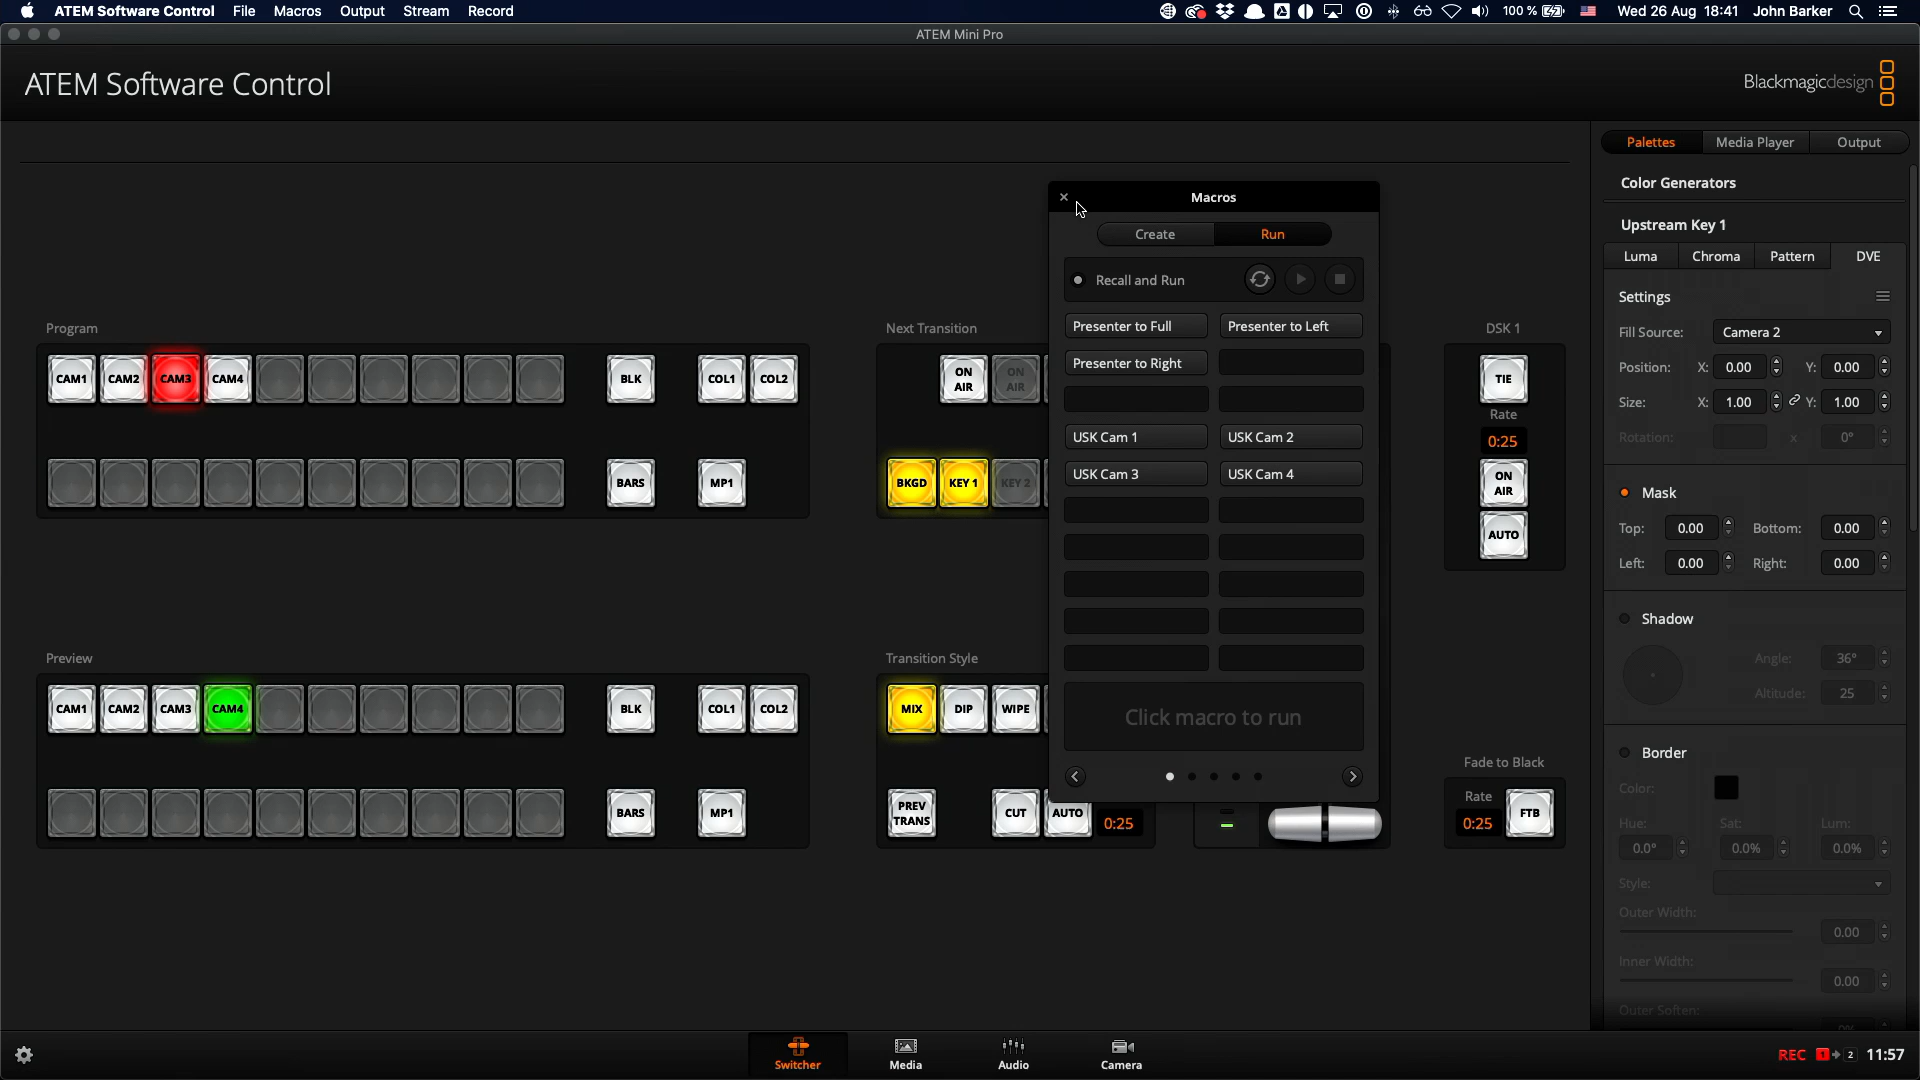 ATEM Software Control File Macros Output Stream Record 100 % Wed 26 Aug 18:41 John Barker
ATEM Mini Pro
ATEM Software Control
Blackmagicdesign
Palettes Media Player Output
Color Generators
Upstream Key 1
Luma Chroma Pattern DVE
Settings
Fill Source: Camera 2
Position: X: 0.00 Y: 0.00
Size: X: 1.00 Y: 1.00
Rotation: x 0°
Mask
Top: 0.00 Bottom: 0.00
Left: 0.00 Right: 0.00
Shadow
Angle: 36°
Altitude: 25
Border
Color:
Hue: Sat: Lum:
0.0° 0.0% 0.0%
Style:
Outer Width:
0.00
Inner Width:
0.00
Outer Soften:
0%
Macros
Create Run
Recall and Run
Presenter to Full Presenter to Left
Presenter to Right
USK Cam 1 USK Cam 2
USK Cam 3 USK Cam 4
Click macro to run
Program
CAM1 CAM2 CAM3 CAM4 BLK COL1 COL2
BARS MP1
Next Transition
ON AIR ON AIR
BKGD KEY 1 KEY 2
DSK 1
TIE
Rate
0:25
ON AIR
AUTO
Preview
CAM1 CAM2 CAM3 CAM4 BLK COL1 COL2
BARS MP1
Transition Style
MIX DIP WIPE
PREV TRANS CUT AUTO 0:25
Fade to Black
Rate
0:25 FTB
Switcher Media Audio Camera
REC 1 2 11:57